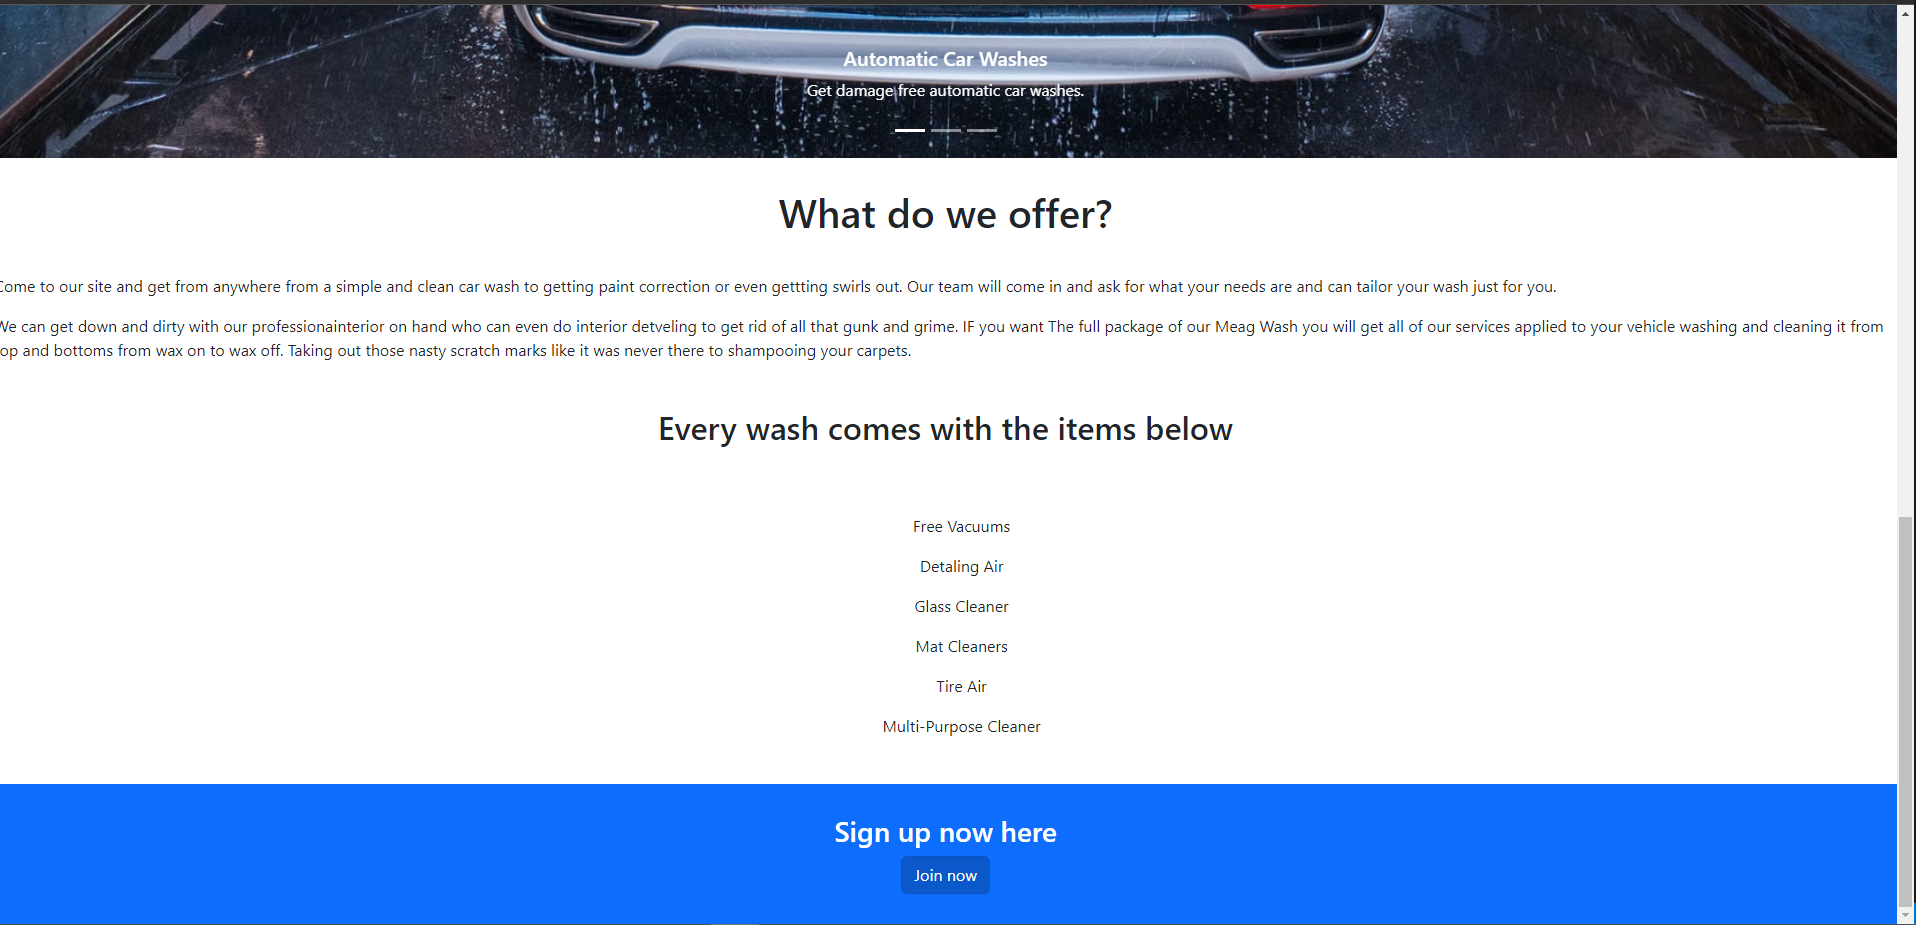 Automatic Car Washes
Get damage free automatic car washes.
What do we offer?
Come to our site and get from anywhere from a simple and clean car wash to getting paint correction or even gettting swirls out. Our team will come in and ask for what your needs are and can tailor your wash just for you.
We can get down and dirty with our professionainterior on hand who can even do interior detveling to get rid of all that gunk and grime. IF you want The full package of our Meag Wash you will get all of our services applied to your vehicle washing and cleaning it from
top and bottoms from wax on to wax off. Taking out those nasty scratch marks like it was never there to shampooing your carpets.
Every wash comes with the items below
Free Vacuums
Detaling Air
Glass Cleaner
Mat Cleaners
Tire Air
Multi-Purpose Cleaner
Sign up now here
Join now